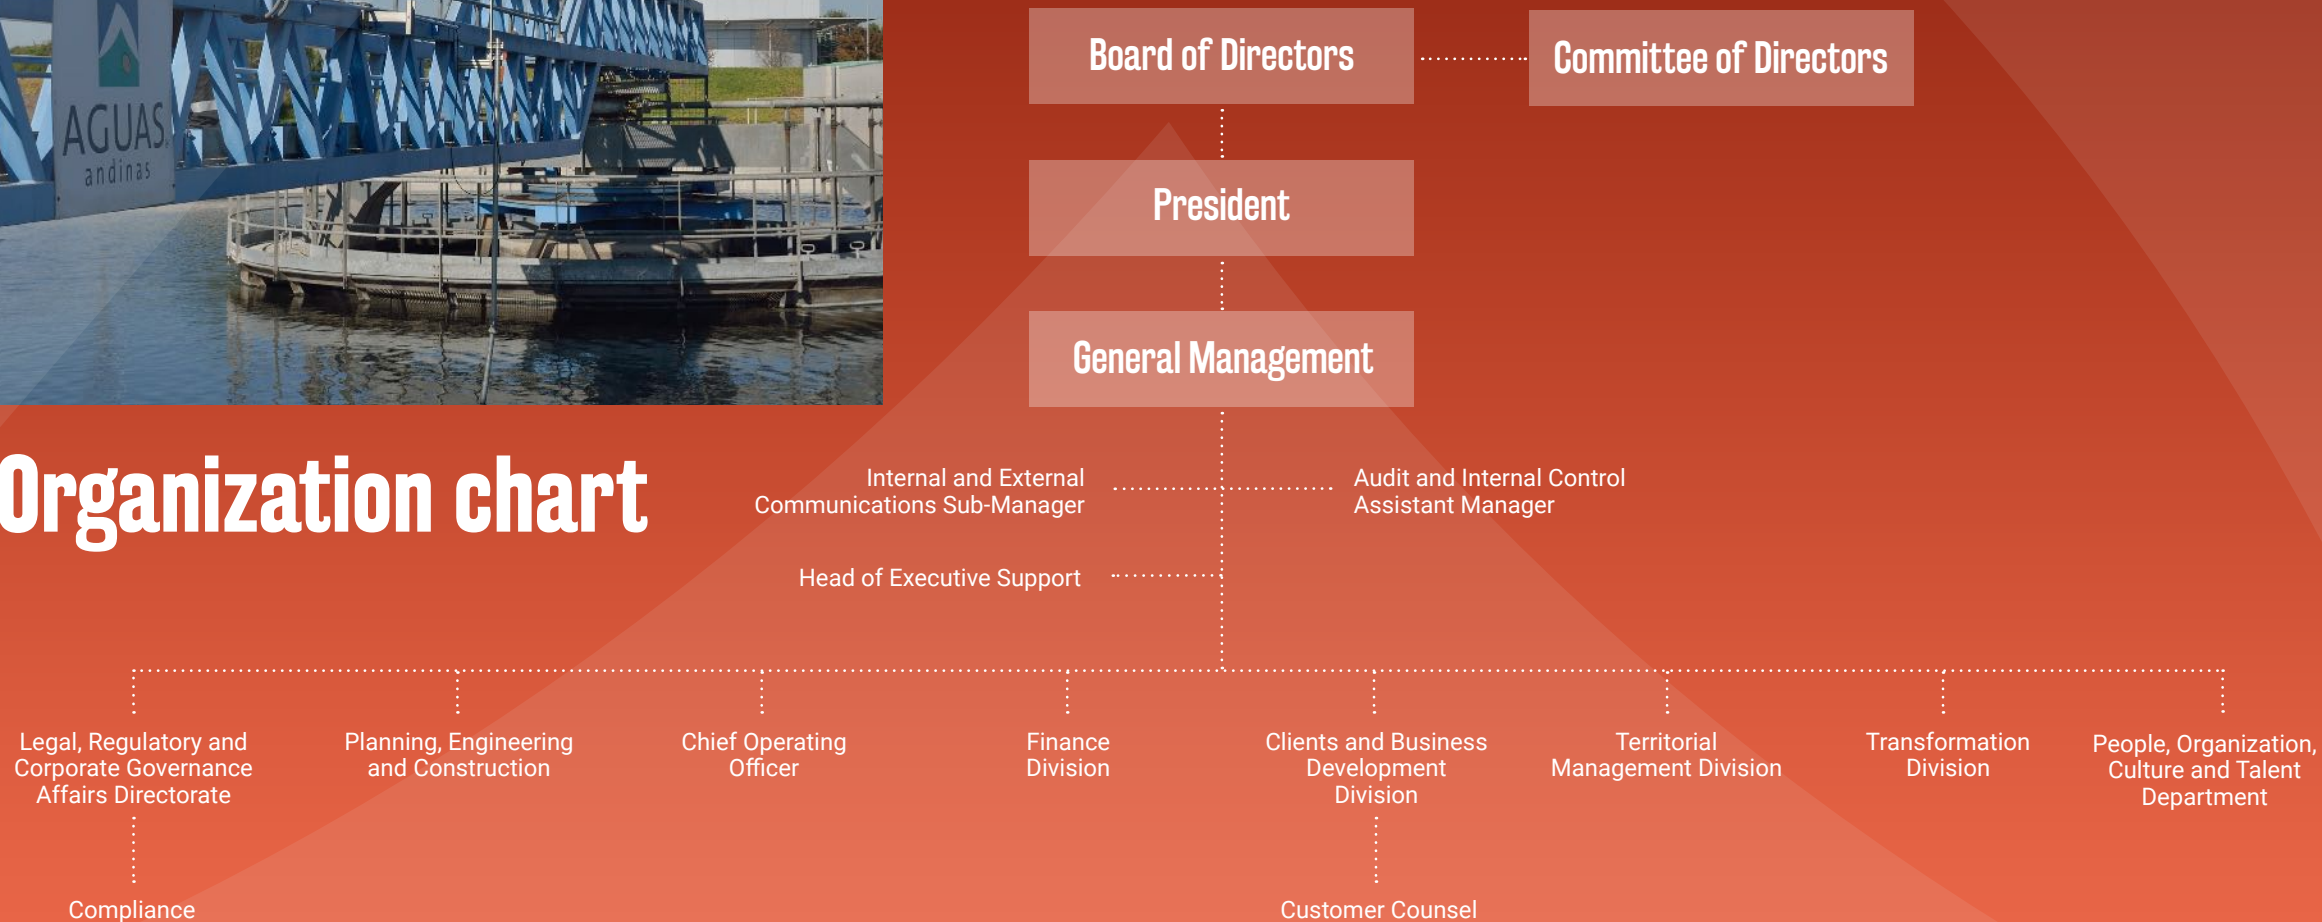 AGUAS
andinas
Board of Directors
Committee of Directors
President
General Management
Organization chart
Internal and External
Communications Sub-Manager
Audit and Internal Control
Assistant Manager
Head of Executive Support
Legal, Regulatory and
Corporate Governance
Affairs Directorate
Planning, Engineering
and Construction
Chief Operating
Officer
Finance
Division
Clients and Business
Development
Division
Territorial
Management Division
Transformation
Division
People, Organization,
Culture and Talent
Department
Compliance
Customer Counsel